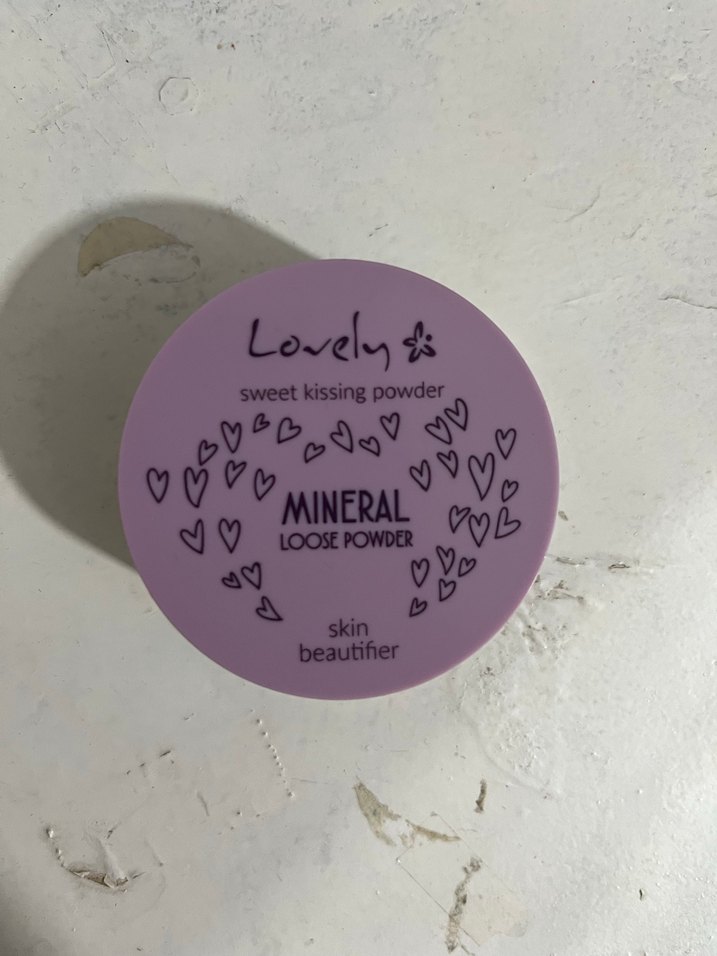 Lovely
sweet kissing powder
MINERAL
LOOSE POWDER
skin
beautifier